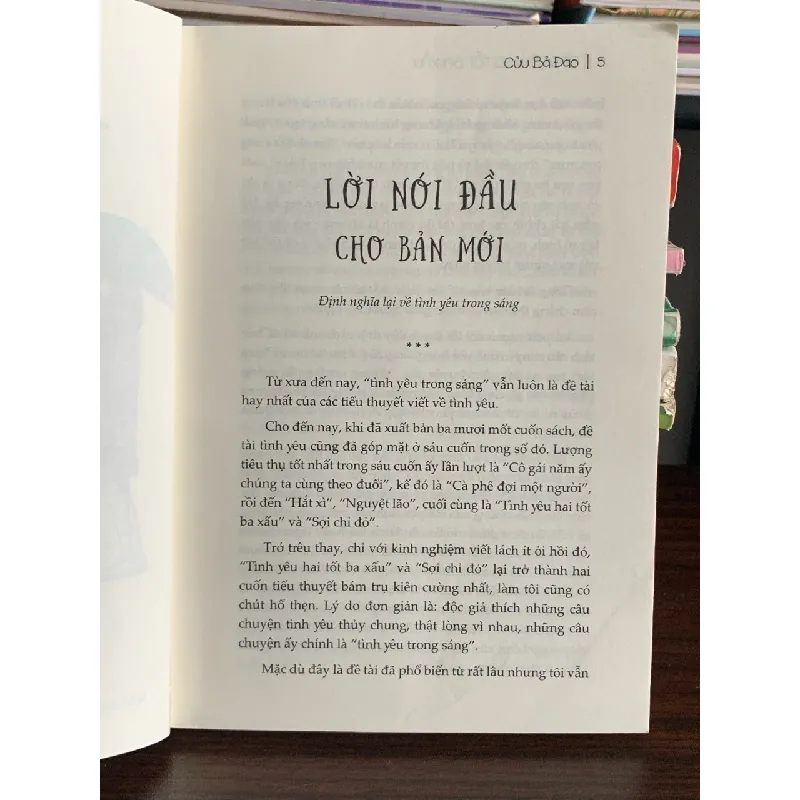 Cửu Bả Đao | 5
LỜI NÓI ĐẦU
CHO BẢN MỚI
Định nghĩa lại về tình yêu trong sáng
***
Từ xưa đến nay, “tình yêu trong sáng” vẫn luôn là đề tài
hay nhất của các tiểu thuyết viết về tình yêu.
Cho đến nay, khi đã xuất bản ba mươi mốt cuốn sách, đề
tài tình yêu cũng đã góp mặt ở sáu cuốn trong số đó. Lượng
tiêu thụ tốt nhất trong sáu cuốn ấy lần lượt là “Cô gái năm ấy
chúng ta cùng theo đuổi”, kế đó là “Cà phê đợi một người”,
rồi đến “Hắt xì”, “Nguyệt lão”, cuối cùng là “Tình yêu hai tốt
ba xấu” và “Sợi chỉ đỏ”.
Trớ trêu thay, chỉ với kinh nghiệm viết lách ít ỏi hồi đó,
“Tình yêu hai tốt ba xấu” và “Sợi chỉ đỏ” lại trở thành hai
cuốn tiểu thuyết bám trụ kiên cường nhất, làm tôi cũng có
chút hổ thẹn. Lý do đơn giản là: độc giả thích những câu
chuyện tình yêu thủy chung, thật lòng vì nhau, những câu
chuyện ấy chính là “tình yêu trong sáng”.
Mặc dù đây là đề tài đã phổ biến từ rất lâu nhưng tôi vẫn